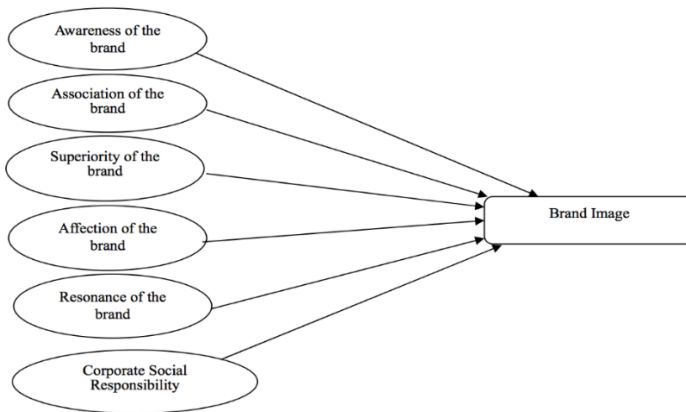 Awareness of the
brand
Association of the
brand
Superiority of the
brand
Affection of the
brand
Resonance of the
brand
Corporate Social
Responsibility
Brand Image